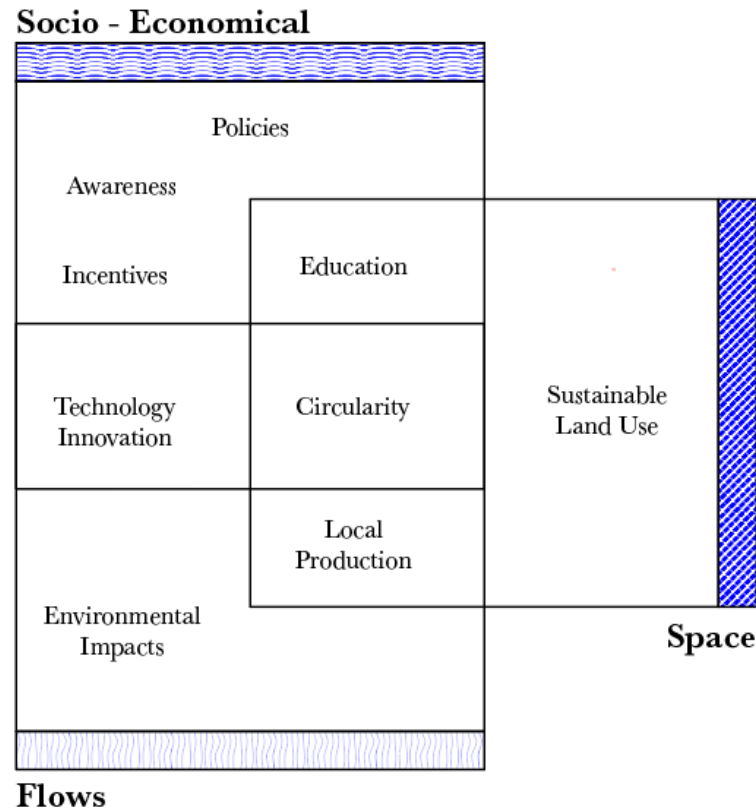 Socio - Economical
Policies
Awareness
Incentives
Education
Technology
Innovation
Circularity
Sustainable
Land Use
Local
Production
Environmental
Impacts
Space
Flows